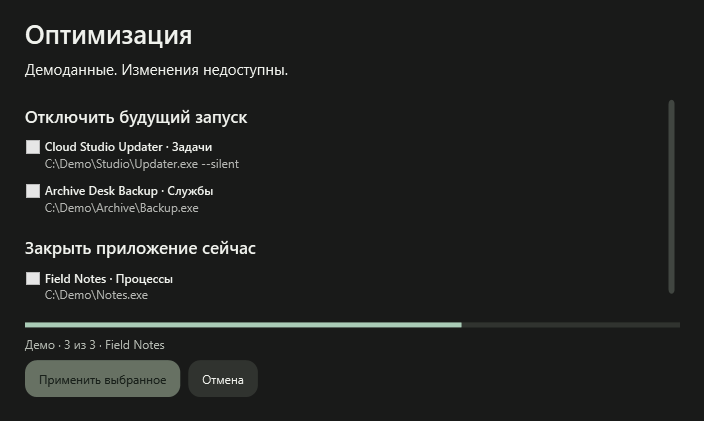 Оптимизация
Демоданные. Изменения недоступны.
Отключить будущий запуск
Cloud Studio Updater · Задачи
C:\Demo\Studio\Updater.exe --silent
Archive Desk Backup · Службы
C:\Demo\Archive\Backup.exe
Закрыть приложение сейчас
Field Notes · Процессы
C:\Demo\Notes.exe
Демо · 3 из 3 · Field Notes
Применить выбранное
Отмена